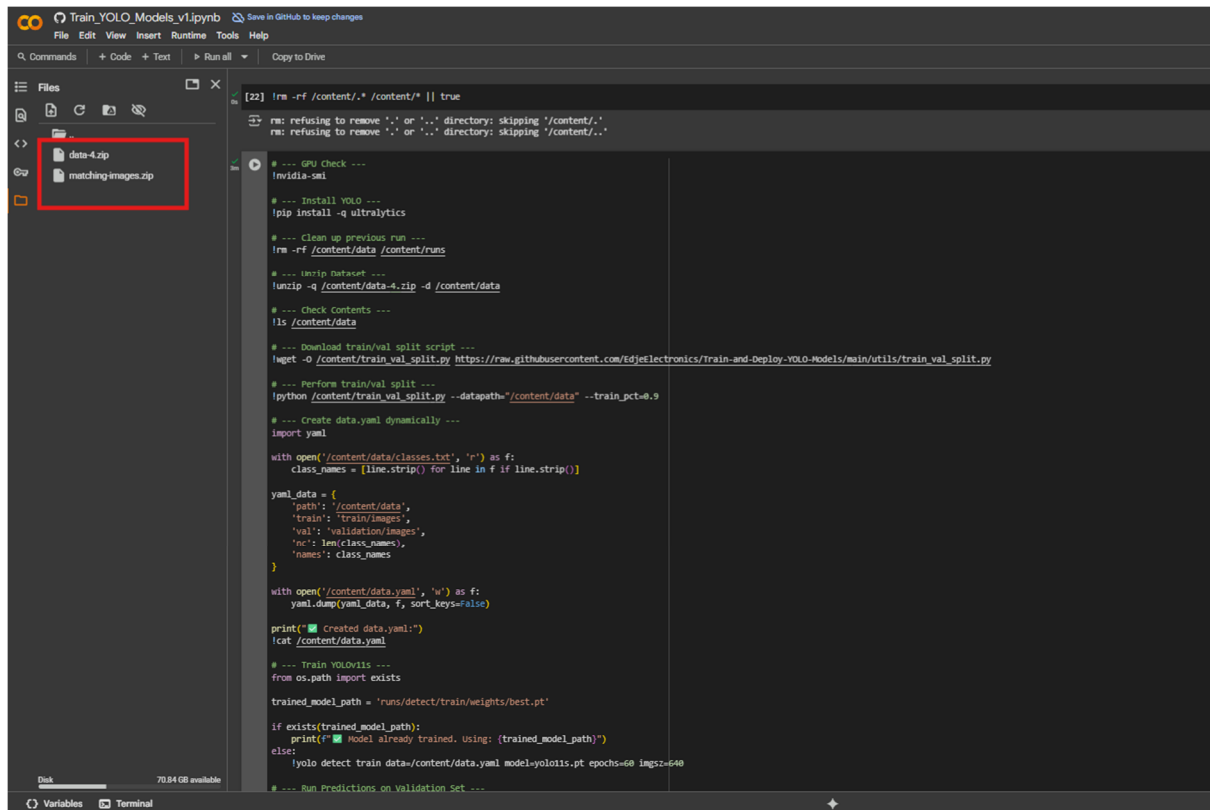 Train_YOLO_Models_v1.ipynb Save in GitHub to keep changes
File Edit View Insert Runtime Tools Help
Commands + Code + Text Run all Copy to Drive
Files
..
data-4.zip
matching-images.zip
Disk 70.84 GB available
[22] !rm -rf /content/.* /content/* || true
0s
rm: refusing to remove '.' or '..' directory: skipping '/content/.'
rm: refusing to remove '.' or '..' directory: skipping '/content/..'
3m
# --- GPU Check ---
!nvidia-smi
# --- Install YOLO ---
!pip install -q ultralytics
# --- Clean up previous run ---
!rm -rf /content/data /content/runs
# --- Unzip Dataset ---
!unzip -q /content/data-4.zip -d /content/data
# --- Check Contents ---
!ls /content/data
# --- Download train/val split script ---
!wget -O /content/train_val_split.py https://raw.githubusercontent.com/EdjeElectronics/Train-and-Deploy-YOLO-Models/main/utils/train_val_split.py
# --- Perform train/val split ---
!python /content/train_val_split.py --datapath="/content/data" --train_pct=0.9
# --- Create data.yaml dynamically ---
import yaml
with open('/content/data/classes.txt', 'r') as f:
    class_names = [line.strip() for line in f if line.strip()]
yaml_data = {
    'path': '/content/data',
    'train': 'train/images',
    'val': 'validation/images',
    'nc': len(class_names),
    'names': class_names
}
with open('/content/data.yaml', 'w') as f:
    yaml.dump(yaml_data, f, sort_keys=False)
print("✅ Created data.yaml:")
!cat /content/data.yaml
# --- Train YOLOv11s ---
from os.path import exists
trained_model_path = 'runs/detect/train/weights/best.pt'
if exists(trained_model_path):
    print(f"✅ Model already trained. Using: {trained_model_path}")
else:
    !yolo detect train data=/content/data.yaml model=yolo11s.pt epochs=60 imgsz=640
# --- Run Predictions on Validation Set ---
Variables Terminal